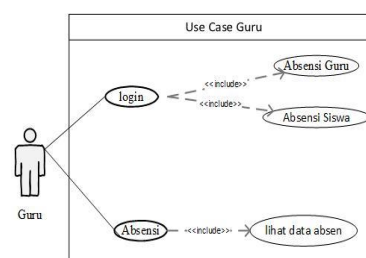 Use Case Guru
Absensi Guru
<<include>>
login
<<include>>
Absensi Siswa
Guru
Absensi
<<include>>
lihat data absen